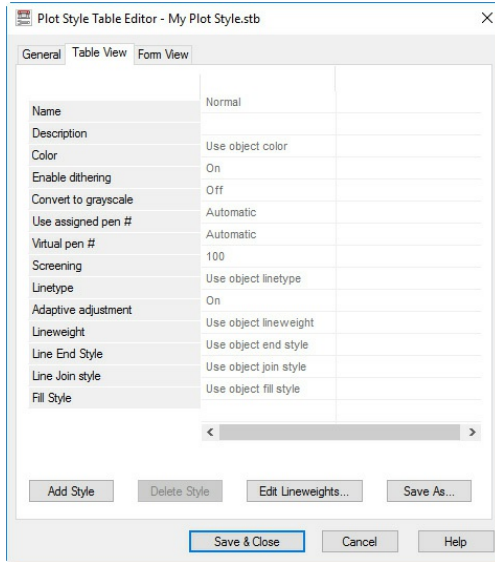 Plot Style Table Editor - My Plot Style.stb
General Table View Form View
Name Normal
Description
Color Use object color
Enable dithering On
Convert to grayscale Off
Use assigned pen # Automatic
Virtual pen # Automatic
Screening 100
Linetype Use object linetype
Adaptive adjustment On
Lineweight Use object lineweight
Line End Style Use object end style
Line Join style Use object join style
Fill Style Use object fill style
Add Style Delete Style Edit Lineweights... Save As...
Save & Close Cancel Help